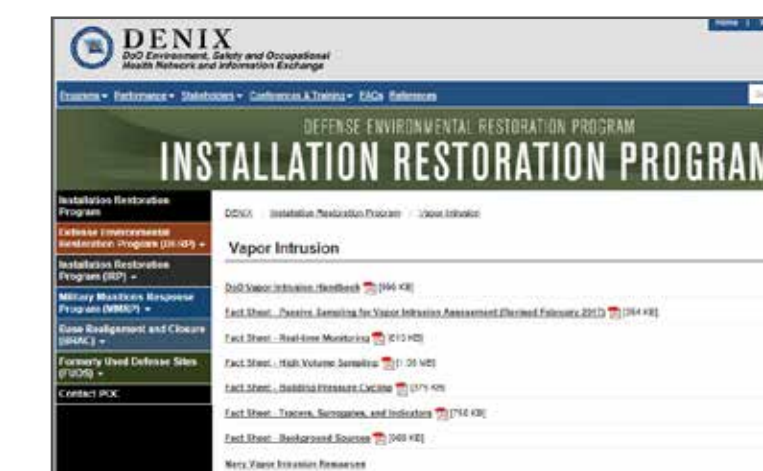 DENIX
DoD Environment, Safety and Occupational
Health Network and Information Exchange
Home
Programs Performance Stakeholders Conferences & Training FAQs References
DEFENSE ENVIRONMENTAL RESTORATION PROGRAM
INSTALLATION RESTORATION PROGRAM
Installation Restoration
Program
Defense Environmental
Restoration Program (DERP)
Installation Restoration
Program (IRP)
Military Munitions Response
Program (MMRP)
Base Realignment and Closure
(BRAC)
Formerly Used Defense Sites
(FUDS)
Contact POC
DENIX / Installation Restoration Program / Vapor Intrusion
Vapor Intrusion
DoD Vapor Intrusion Handbook
Fact Sheet - Passive Sampling for Vapor Intrusion Assessment (Revised February 2017)
Fact Sheet - Real-time Monitoring
Fact Sheet - High Volume Sampling
Fact Sheet - Building Pressure Cycling
Fact Sheet - Tracers, Surrogates, and Indicators
Fact Sheet - Background Sources
Navy Vapor Intrusion Resources